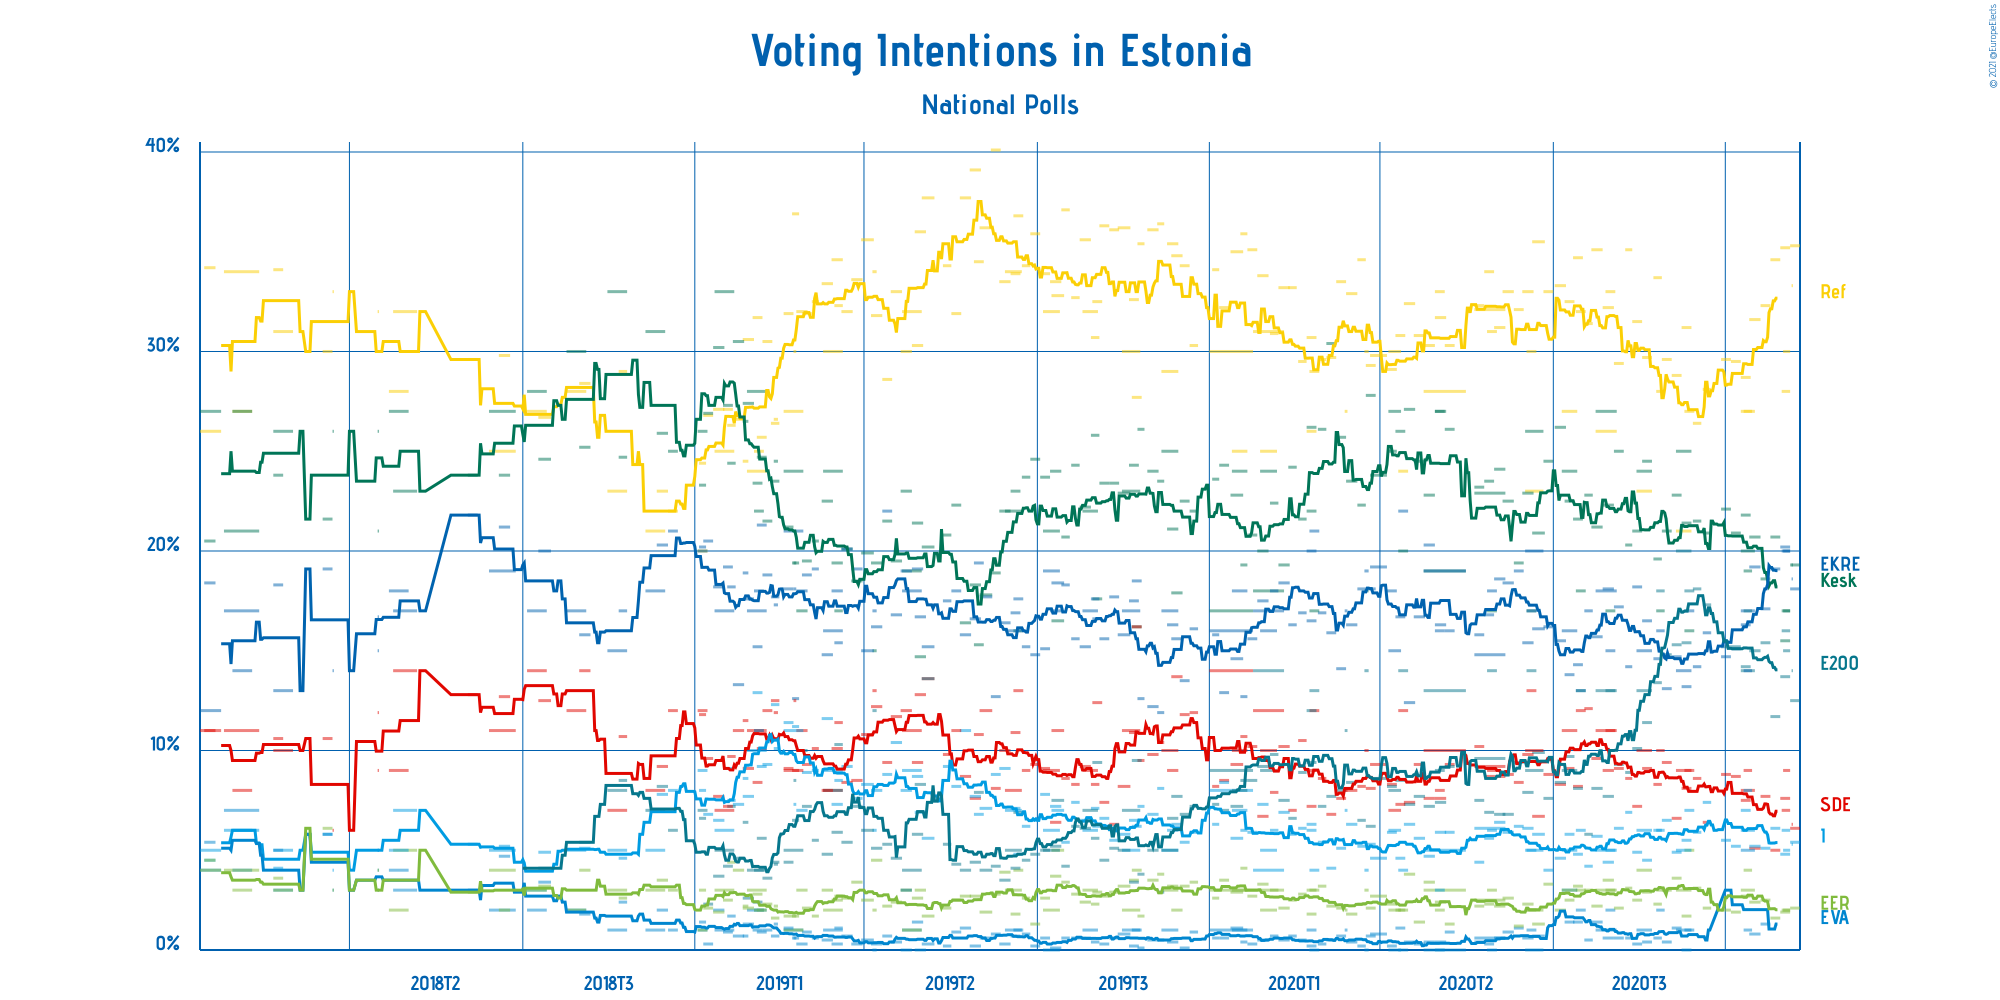 © 2021 @EuropeElects
Voting Intentions in Estonia
National Polls
40%
30%
20%
10%
0%
Ref
EKRE
Kesk
E200
SDE
I
EER
EVA
2018T2
2018T3
2019T1
2019T2
2019T3
2020T1
2020T2
2020T3